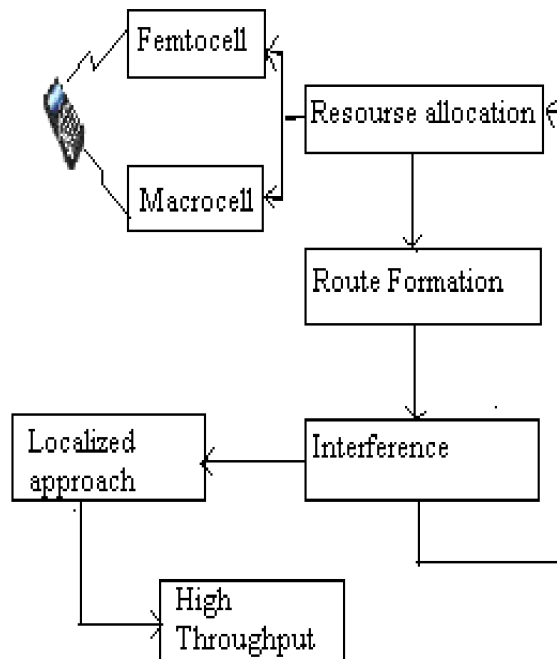 Femtocell
Resourse allocation
Macrocell
Route Formation
Localized
approach
Interference
High
Throughput